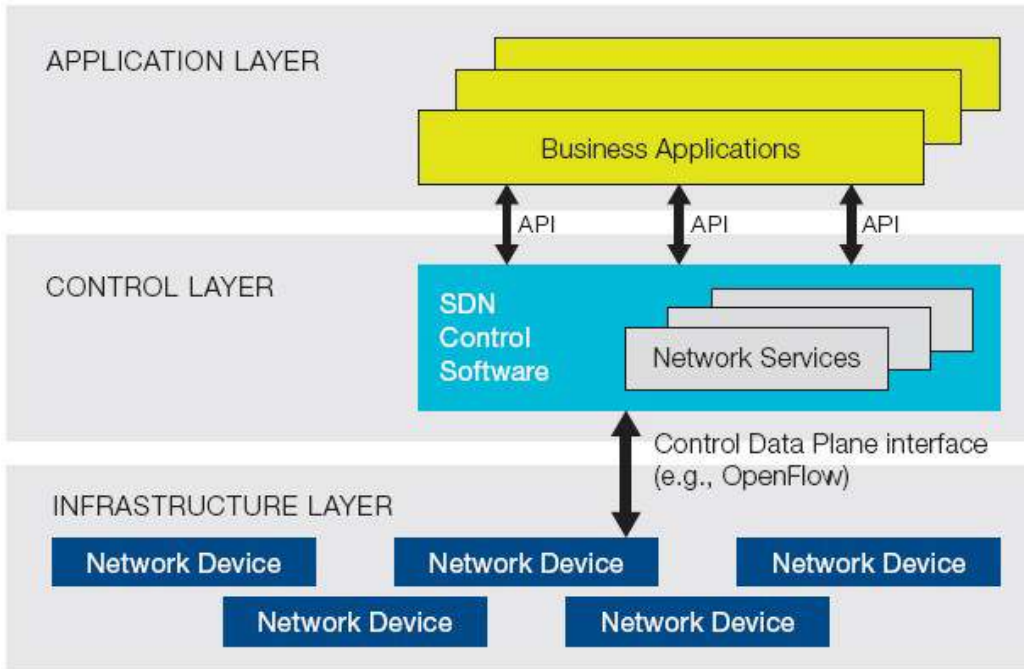 APPLICATION LAYER
Business Applications
API
API
API
CONTROL LAYER
SDN
Control
Software
Network Services
Control Data Plane interface
(e.g., OpenFlow)
INFRASTRUCTURE LAYER
Network Device
Network Device
Network Device
Network Device
Network Device